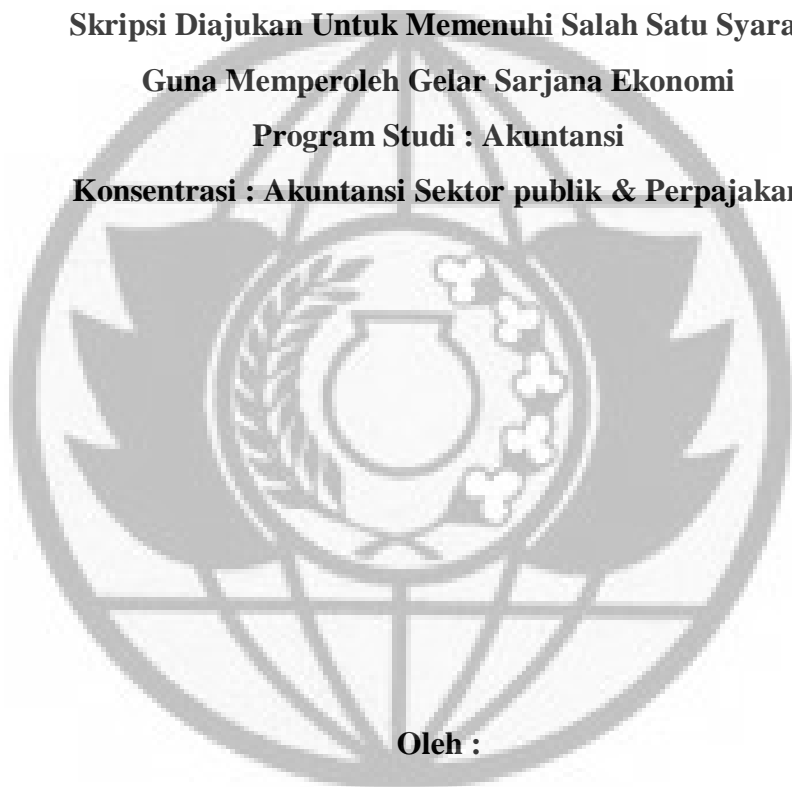 Skripsi Diajukan Untuk Memenuhi Salah Satu Syara
Guna Memperoleh Gelar Sarjana Ekonomi
Program Studi : Akuntansi
Konsentrasi : Akuntansi Sektor publik & Perpajakan
Oleh :